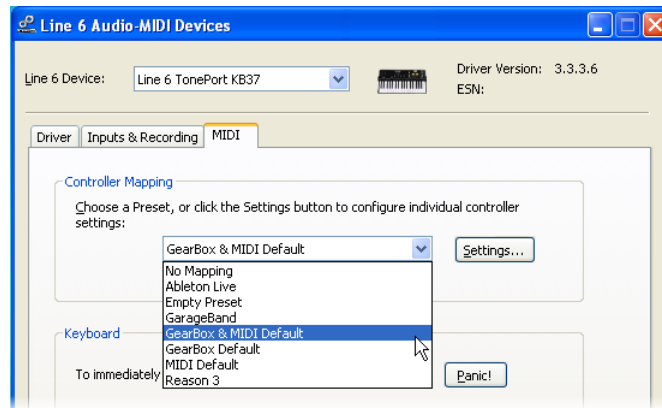 Line 6 Audio-MIDI Devices
Line 6 Device: Line 6 TonePort KB37 Driver Version: 3.3.3.6
ESN:
Driver Inputs & Recording MIDI
Controller Mapping
Choose a Preset, or click the Settings button to configure individual controller
settings:
GearBox & MIDI Default Settings...
No Mapping
Ableton Live
Empty Preset
GarageBand
GearBox & MIDI Default
Keyboard
GearBox Default
MIDI Default
To immediately Panic!
Reason 3